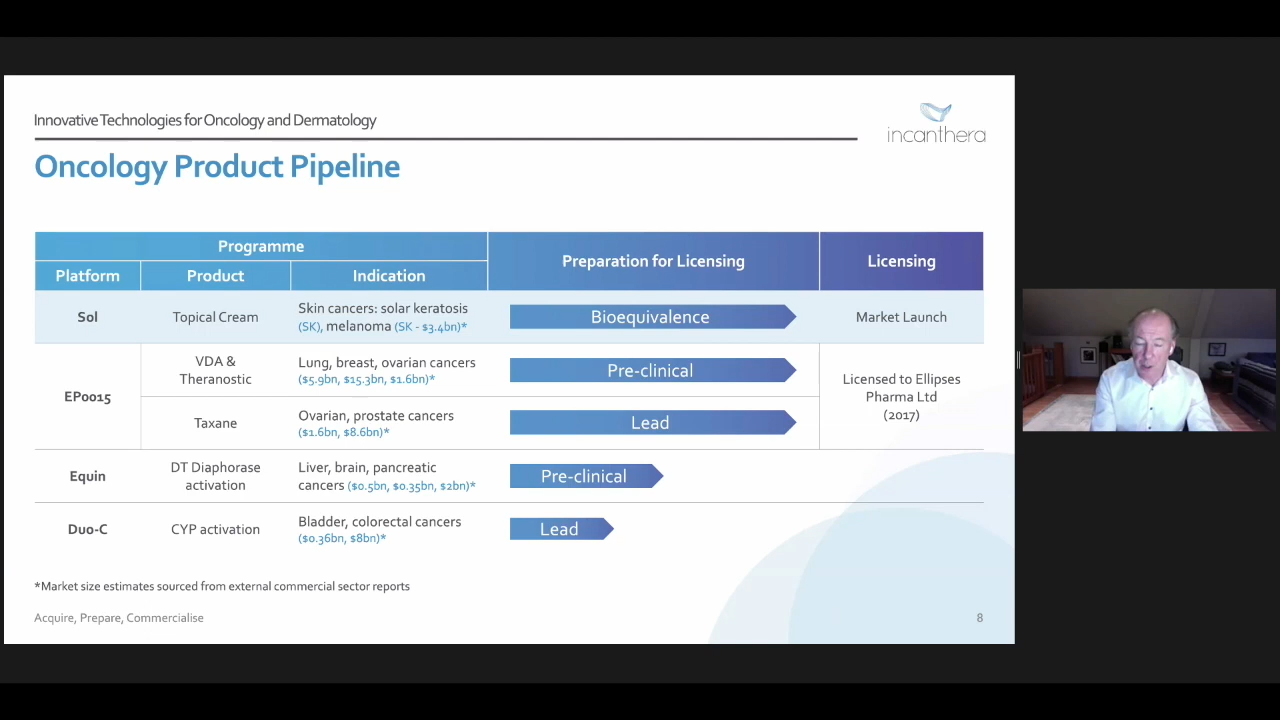 Innovative Technologies for Oncology and Dermatology
incanthera
Oncology Product Pipeline
Programme
Preparation for Licensing
Licensing
Platform
Product
Indication
Sol
Topical Cream
Skin cancers: solar keratosis
(SK), melanoma (SK - $3.4bn)*
Bioequivalence
Market Launch
EP0015
VDA &
Theranostic
Lung, breast, ovarian cancers
($5.9bn, $15.3bn, $1.6bn)*
Pre-clinical
Licensed to Ellipses
Pharma Ltd
(2017)
Taxane
Ovarian, prostate cancers
($1.6bn, $8.6bn)*
Lead
Equin
DT Diaphorase
activation
Liver, brain, pancreatic
cancers ($0.5bn, $0.35bn, $2bn)*
Pre-clinical
Duo-C
CYP activation
Bladder, colorectal cancers
($0.36bn, $8bn)*
Lead
*Market size estimates sourced from external commercial sector reports
Acquire, Prepare, Commercialise
8